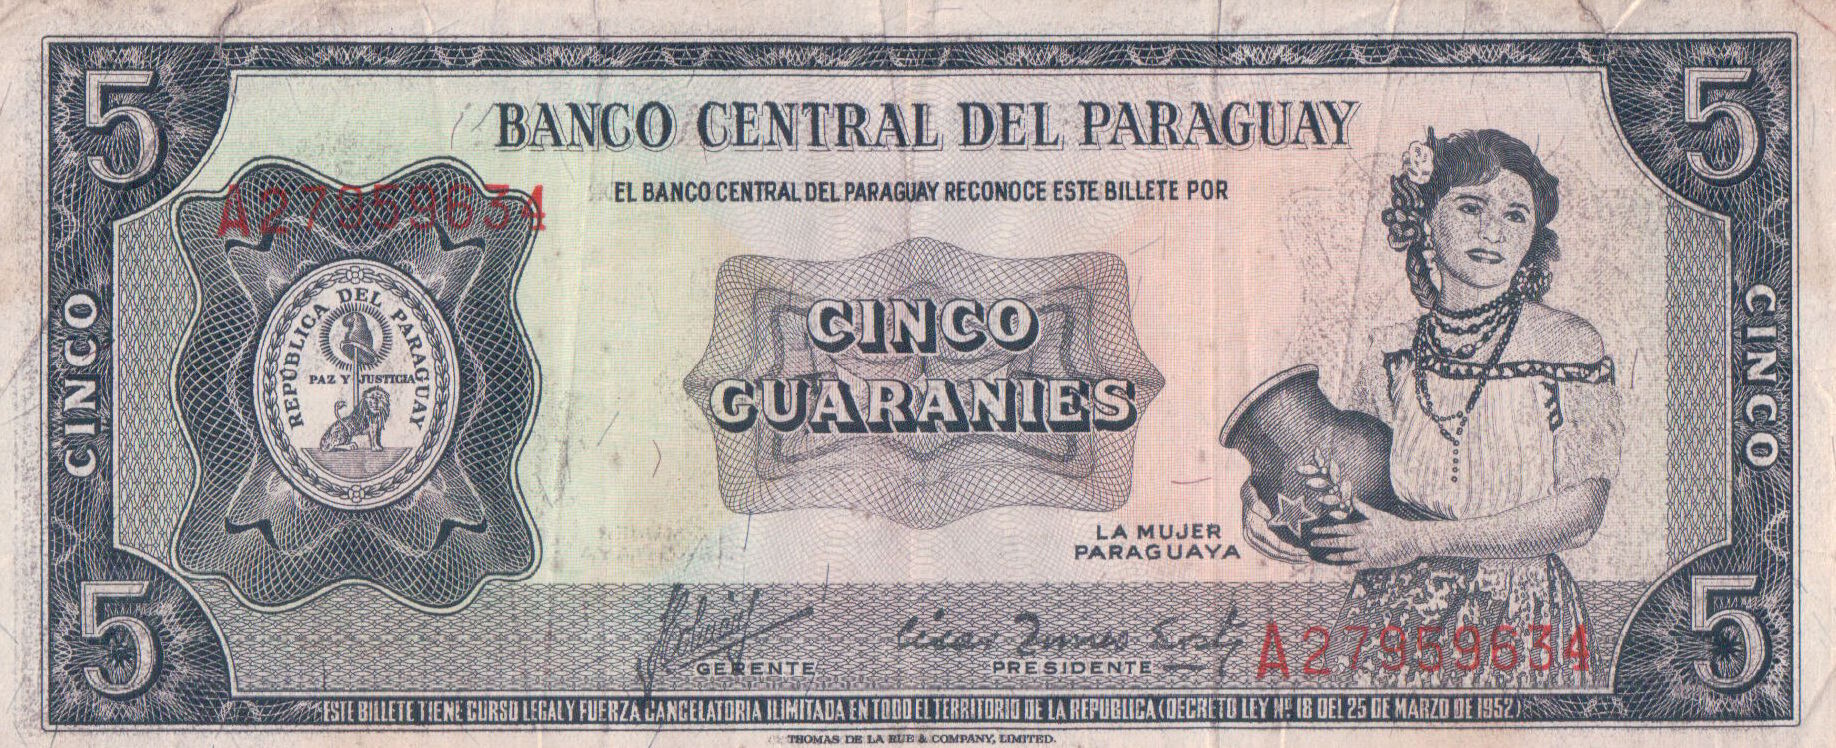 5
5
BANCO CENTRAL DEL PARAGUAY
A27959634
EL BANCO CENTRAL DEL PARAGUAY RECONOCE ESTE BILLETE POR
REPUBLICA DEL PARAGUAY
PAZ Y JUSTICIA
CINCO
CINCO
GUARANIES
CINCO
LA MUJER
PARAGUAYA
5
5
GERENTE
PRESIDENTE
A27959634
ESTE BILLETE TIENE CURSO LEGAL Y FUERZA CANCELATORIA ILIMITADA EN TODO EL TERRITORIO DE LA REPUBLICA (DECRETO LEY Nº 18 DEL 25 DE MARZO DE 1952)
THOMAS DE LA RUE & COMPANY, LIMITED.